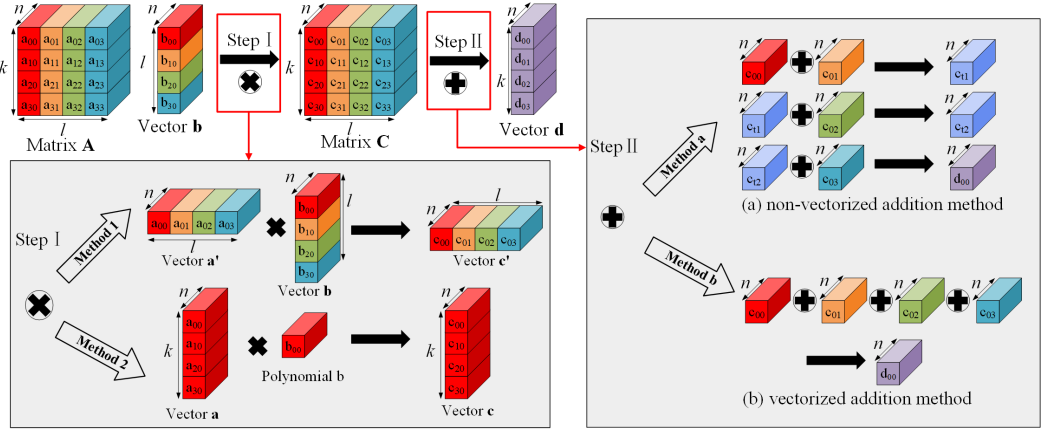 n
a00 a01 a02 a03
a10 a11 a12 a13
a20 a21 a22 a23
a30 a31 a32 a33
k
l
Matrix A
n
b00
b10
b20
b30
l
Vector b
Step Ⅰ
n
c00 c01 c02 c03
c10 c11 c12 c13
c20 c21 c22 c23
c30 c31 c32 c33
k
l
Matrix C
Step Ⅱ
n
d00
d01
d02
d03
k
Vector d
Step Ⅰ
Method 1
n
a00 a01 a02 a03
l
Vector a'
n
b00
b10
b20
b30
l
Vector b
n
l
c00 c01 c02 c03
Vector c'
Method 2
n
k
a00
a10
a20
a30
Vector a
n
b00
Polynomial b
n
k
c00
c10
c20
c30
Vector c
Step Ⅱ
Method a
n n n
c00 c01 ct1
n n n
ct1 c02 ct2
n n n
ct2 c03 d00
(a) non-vectorized addition method
Method b
n n n n
c00 c01 c02 c03
n
d00
(b) vectorized addition method